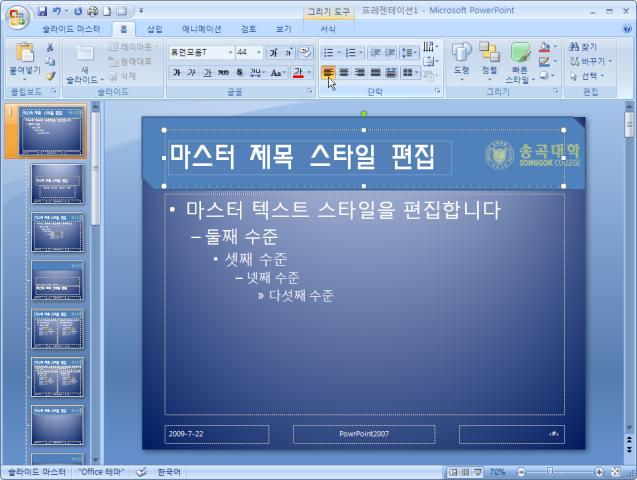 그리기 도구
프레젠테이션1 - Microsoft PowerPoint
슬라이드 마스터 홈 삽입 애니메이션 검토 보기 서식
붙여넣기
새
슬라이드
레이아웃
원래대로
삭제
휴먼모음T 44
가 가 가 간 Aa 가
도형 정렬 빠른
스타일
찾기
바꾸기
선택
클립보드 슬라이드 글꼴 단락 그리기 편집
1
마스터 제목 스타일 편집
송곡대학
SONGGOK COLLEGE
• 마스터 텍스트 스타일을 편집합니다
– 둘째 수준
• 셋째 수준
– 넷째 수준
» 다섯째 수준
2009-7-22 PowrPoint2007 ‹#›
슬라이드 마스터 "Office 테마" 한국어 70%